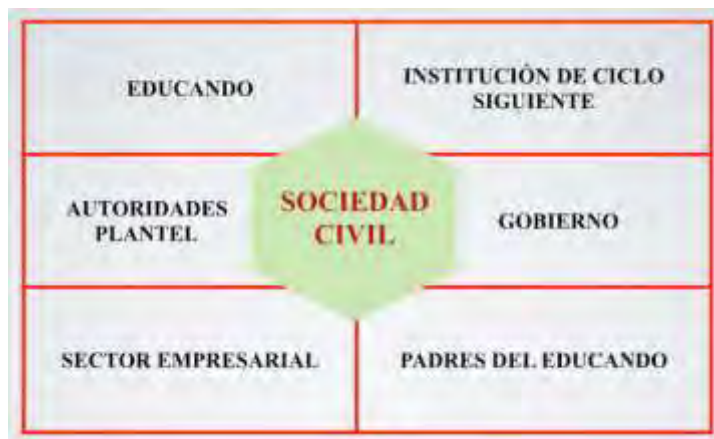 EDUCANDO
INSTITUCIÓN DE CICLO
SIGUIENTE
AUTORIDADES
PLANTEL
SOCIEDAD
CIVIL
GOBIERNO
SECTOR EMPRESARIAL
PADRES DEL EDUCANDO